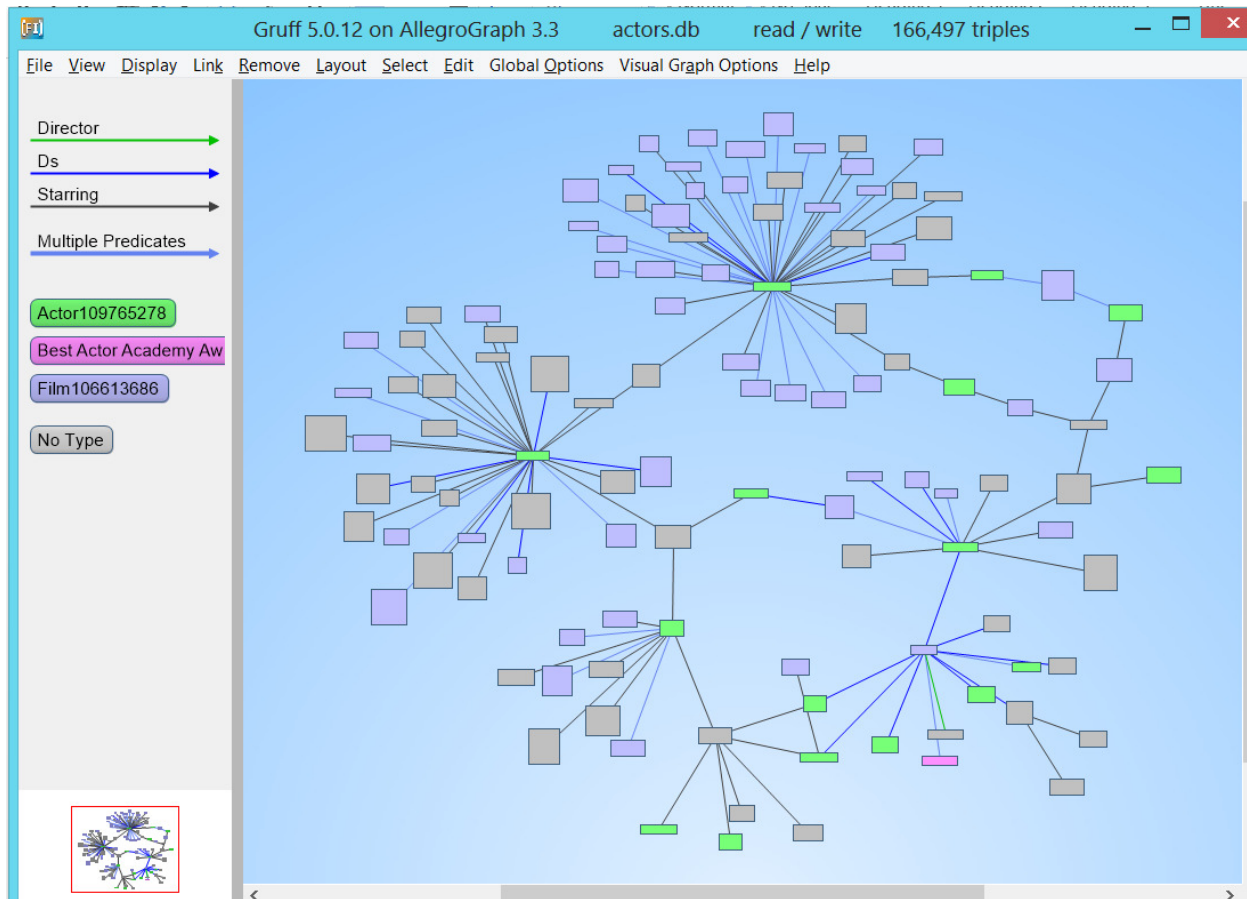 Gruff 5.0.12 on AllegroGraph 3.3 actors.db read / write 166,497 triples
File View Display Link Remove Layout Select Edit Global Options Visual Graph Options Help
Director
Ds
Starring
Multiple Predicates
Actor109765278
Best Actor Academy Aw
Film106613686
No Type